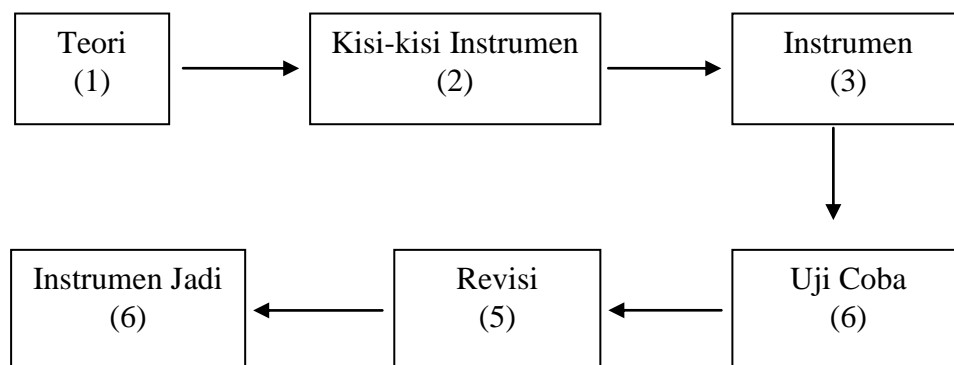 Teori
(1)
Kisi-kisi Instrumen
(2)
Instrumen
(3)
Uji Coba
(6)
Revisi
(5)
Instrumen Jadi
(6)